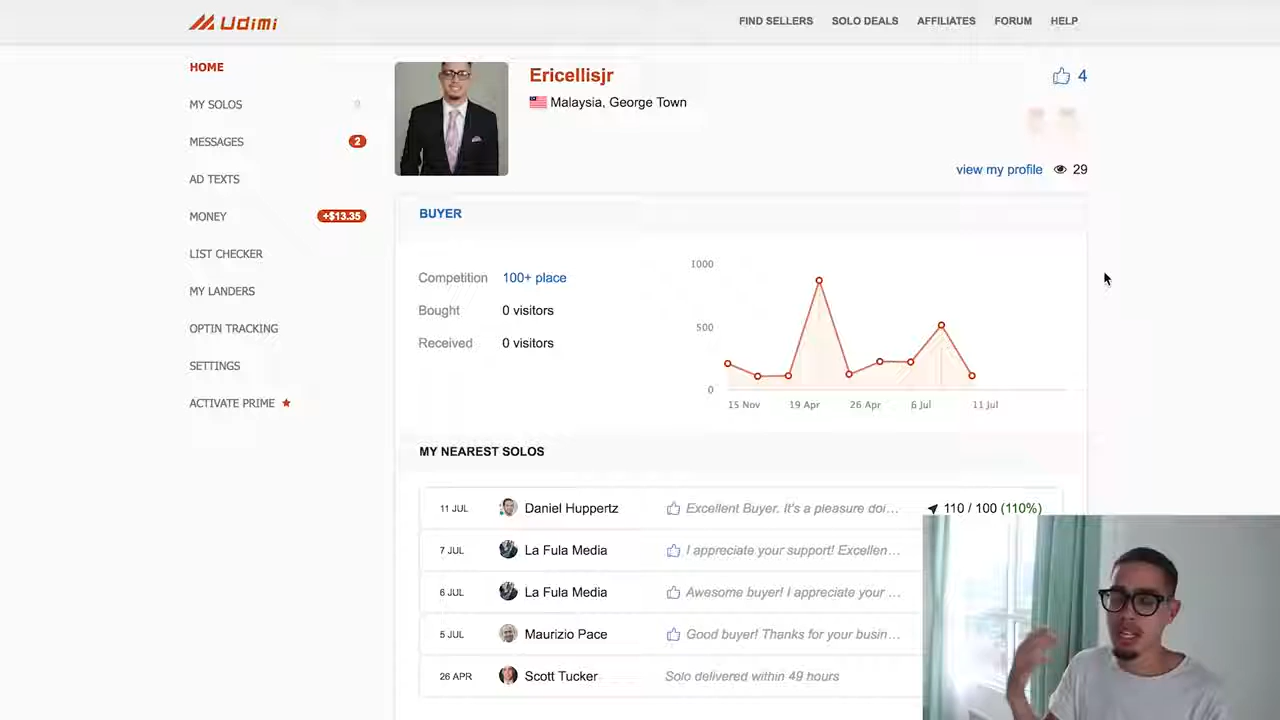 Udimi
FIND SELLERS SOLO DEALS AFFILIATES FORUM HELP
HOME
MY SOLOS 9
MESSAGES 2
AD TEXTS
MONEY +$13.35
LIST CHECKER
MY LANDERS
OPTIN TRACKING
SETTINGS
ACTIVATE PRIME
Ericellisjr
Malaysia, George Town
4
view my profile 29
BUYER
Competition 100+ place
Bought 0 visitors
Received 0 visitors
1000
500
0
15 Nov 19 Apr 26 Apr 6 Jul 11 Jul
MY NEAREST SOLOS
11 JUL Daniel Huppertz Excellent Buyer. It's a pleasure doi... 110 / 100 (110%)
7 JUL La Fula Media I appreciate your support! Excellen...
6 JUL La Fula Media Awesome buyer! I appreciate your ...
5 JUL Maurizio Pace Good buyer! Thanks for your busin...
26 APR Scott Tucker Solo delivered within 49 hours